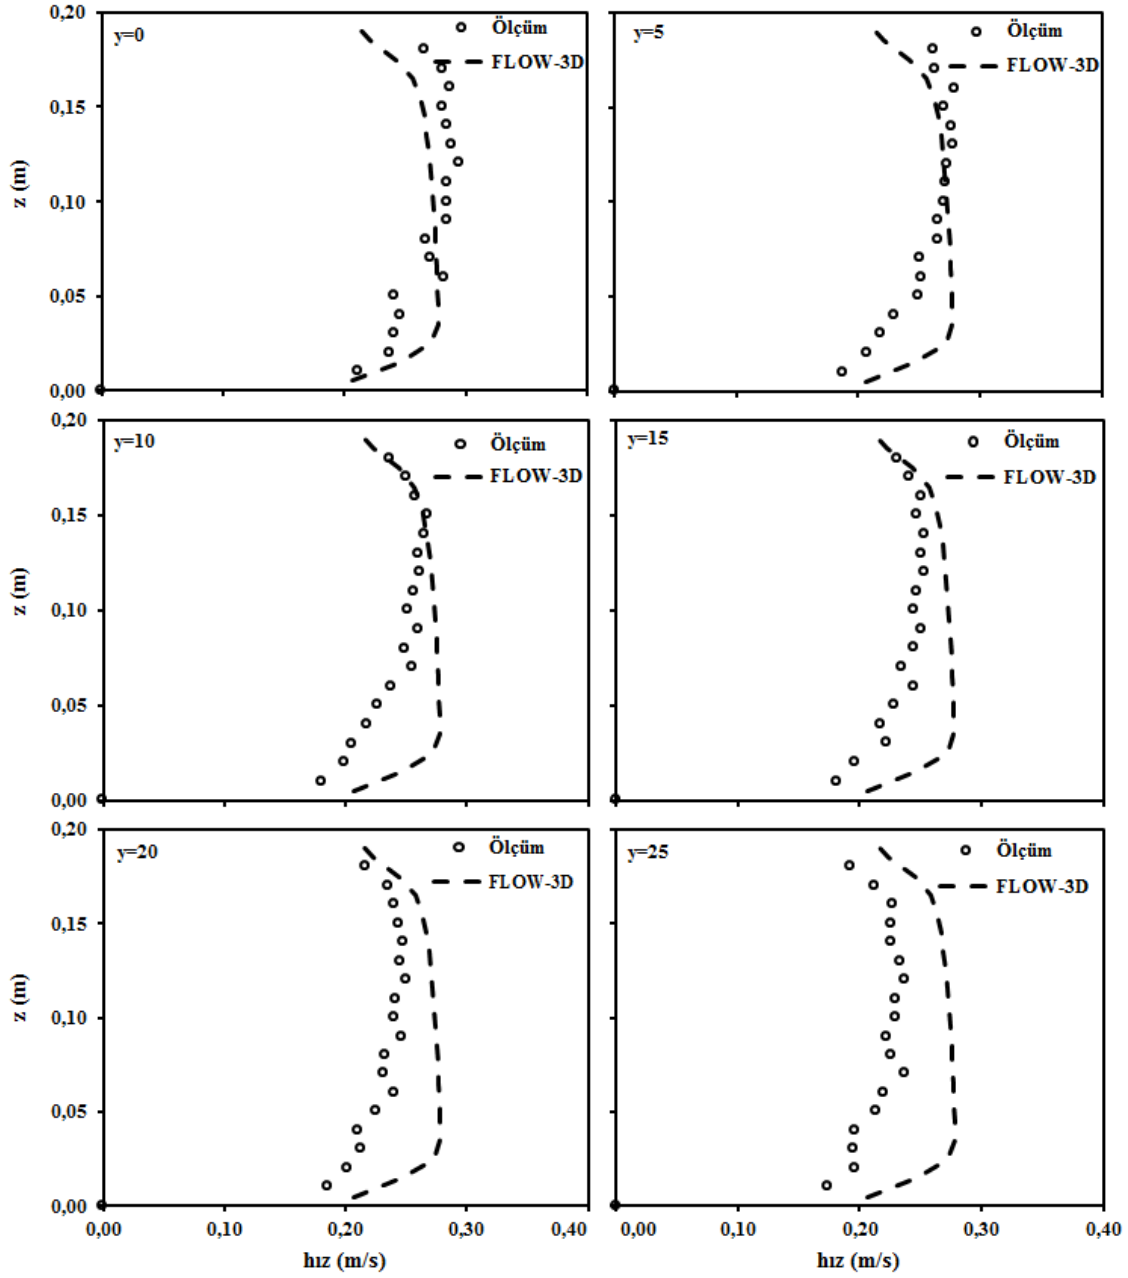 0,20
y=0
Ölçüm
FLOW-3D
0,15
z (m)
0,10
0,05
0,00
y=5
Ölçüm
FLOW-3D
0,20
y=10
Ölçüm
FLOW-3D
0,15
z (m)
0,10
0,05
0,00
y=15
Ölçüm
FLOW-3D
0,20
y=20
Ölçüm
FLOW-3D
0,15
z (m)
0,10
0,05
0,00
0,00 0,10 0,20 0,30 0,40
hız (m/s)
y=25
Ölçüm
FLOW-3D
0,00 0,10 0,20 0,30 0,40
hız (m/s)